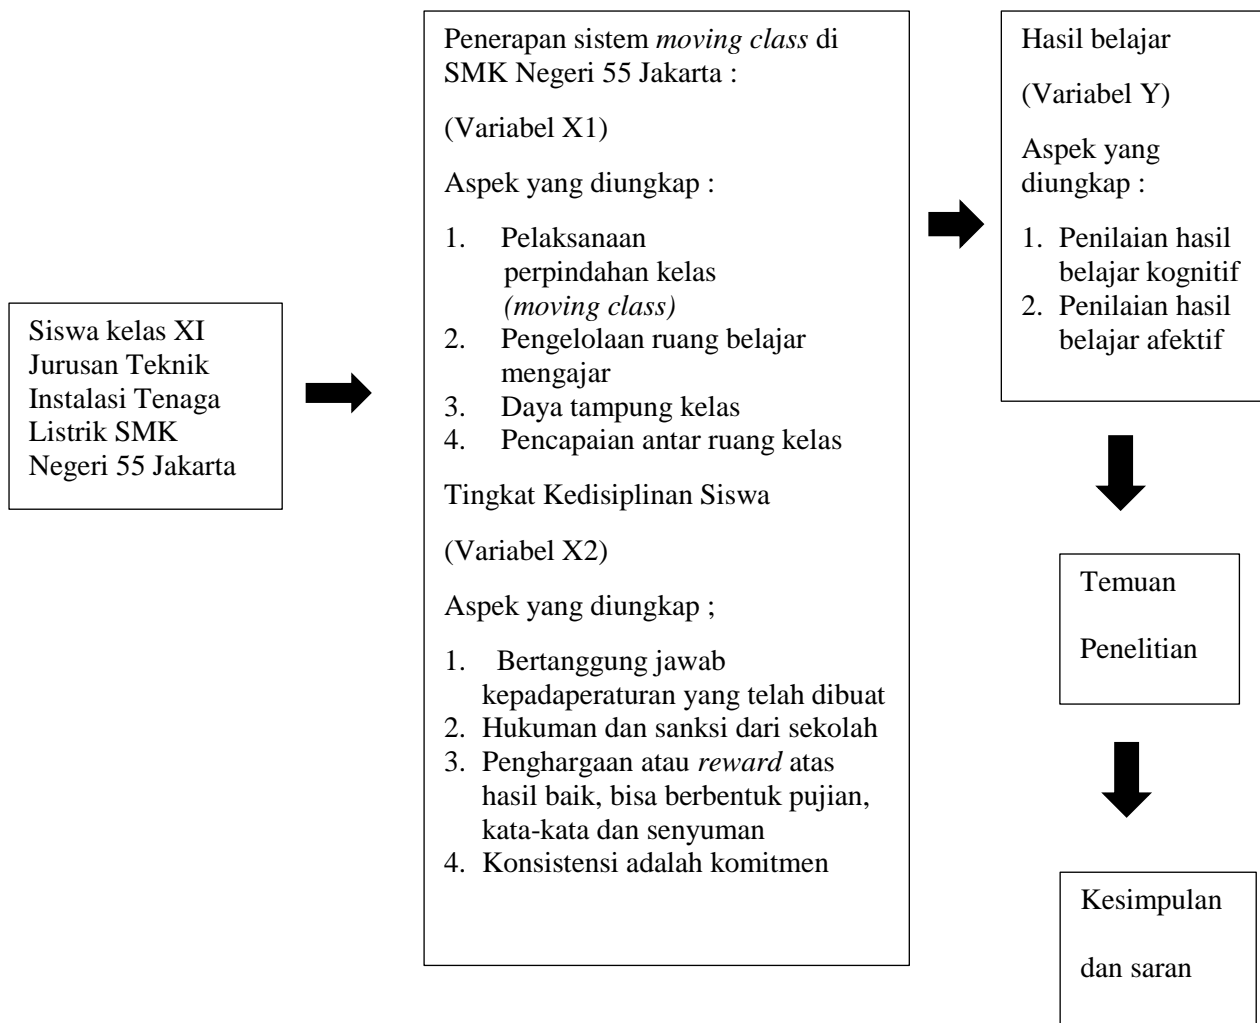 Siswa kelas XI
Jurusan Teknik
Instalasi Tenaga
Listrik SMK
Negeri 55 Jakarta
Penerapan sistem moving class di
SMK Negeri 55 Jakarta :
(Variabel X1)
Aspek yang diungkap :
1. Pelaksanaan
perpindahan kelas
(moving class)
2. Pengelolaan ruang belajar
mengajar
3. Daya tampung kelas
4. Pencapaian antar ruang kelas
Tingkat Kedisiplinan Siswa
(Variabel X2)
Aspek yang diungkap ;
1. Bertanggung jawab
kepadaperaturan yang telah dibuat
2. Hukuman dan sanksi dari sekolah
3. Penghargaan atau reward atas
hasil baik, bisa berbentuk pujian,
kata-kata dan senyuman
4. Konsistensi adalah komitmen
Hasil belajar
(Variabel Y)
Aspek yang
diungkap :
1. Penilaian hasil
belajar kognitif
2. Penilaian hasil
belajar afektif
Temuan
Penelitian
Kesimpulan
dan saran